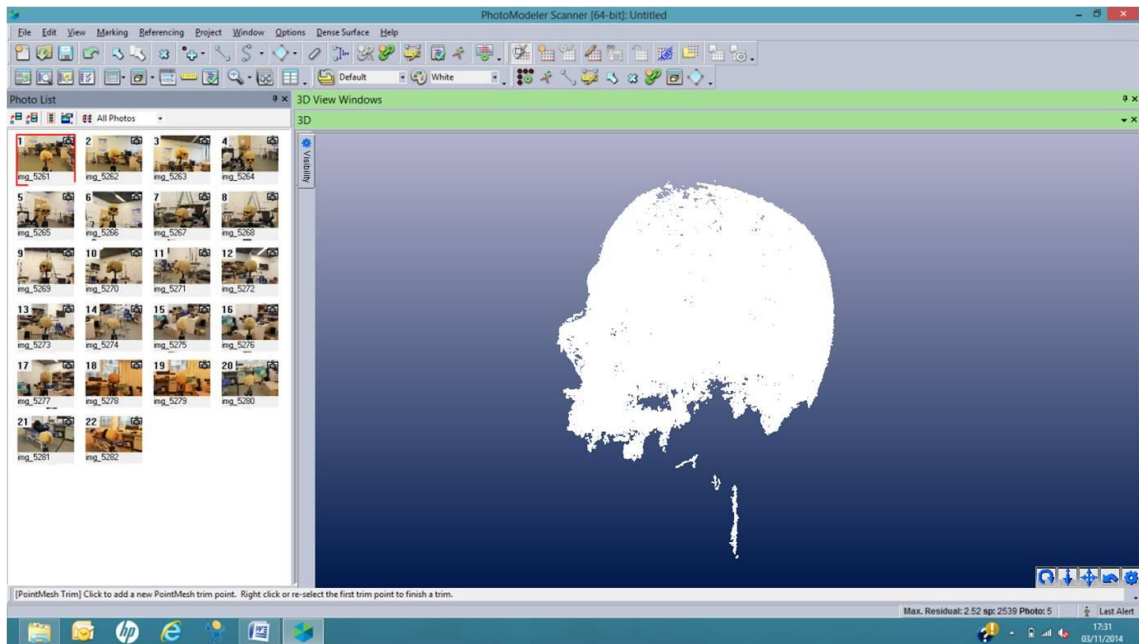 PhotoModeler Scanner [64-bit]: Untitled
File Edit View Marking Referencing Project Window Options Dense Surface Help
Default White
Photo List
All Photos
3D View Windows
3D
Visibility
1 2 3 4
img_5261 img_5262 img_5263 img_5264
5 6 7 8
img_5265 img_5266 img_5267 img_5268
9 10 11 12
img_5269 img_5270 img_5271 img_5272
13 14 15 16
img_5273 img_5274 img_5275 img_5276
17 18 19 20
img_5277 img_5278 img_5279 img_5280
21 22
img_5281 img_5282
[PointMesh Trim] Click to add a new PointMesh trim point. Right click or re-select the first trim point to finish a trim.
Max. Residual: 2.52 sp: 2539 Photo: 5 Last Alert
hp
17:31
03/11/2014